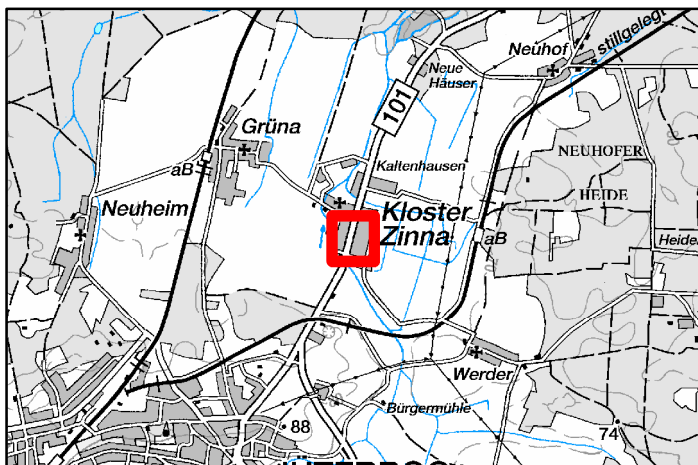 Neuhof
stillgelegt
Neue
Häuser
101
Grüna
aB
Kaltenhausen
NEUHOFER
HEIDE
Neuheim
Kloster
Zinna
aB
Heide
Werder
Bürgermühle
88
74